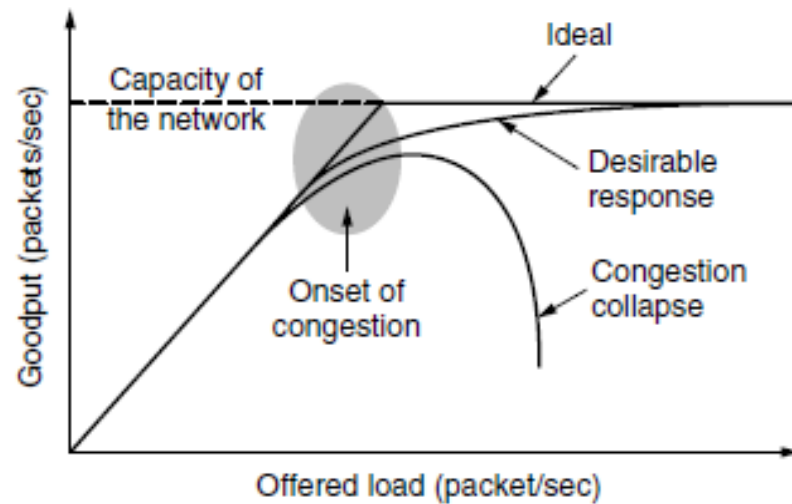 Ideal
Capacity of
the network
Desirable
response
Onset of
congestion
Congestion
collapse
Goodput (packets/sec)
Offered load (packet/sec)